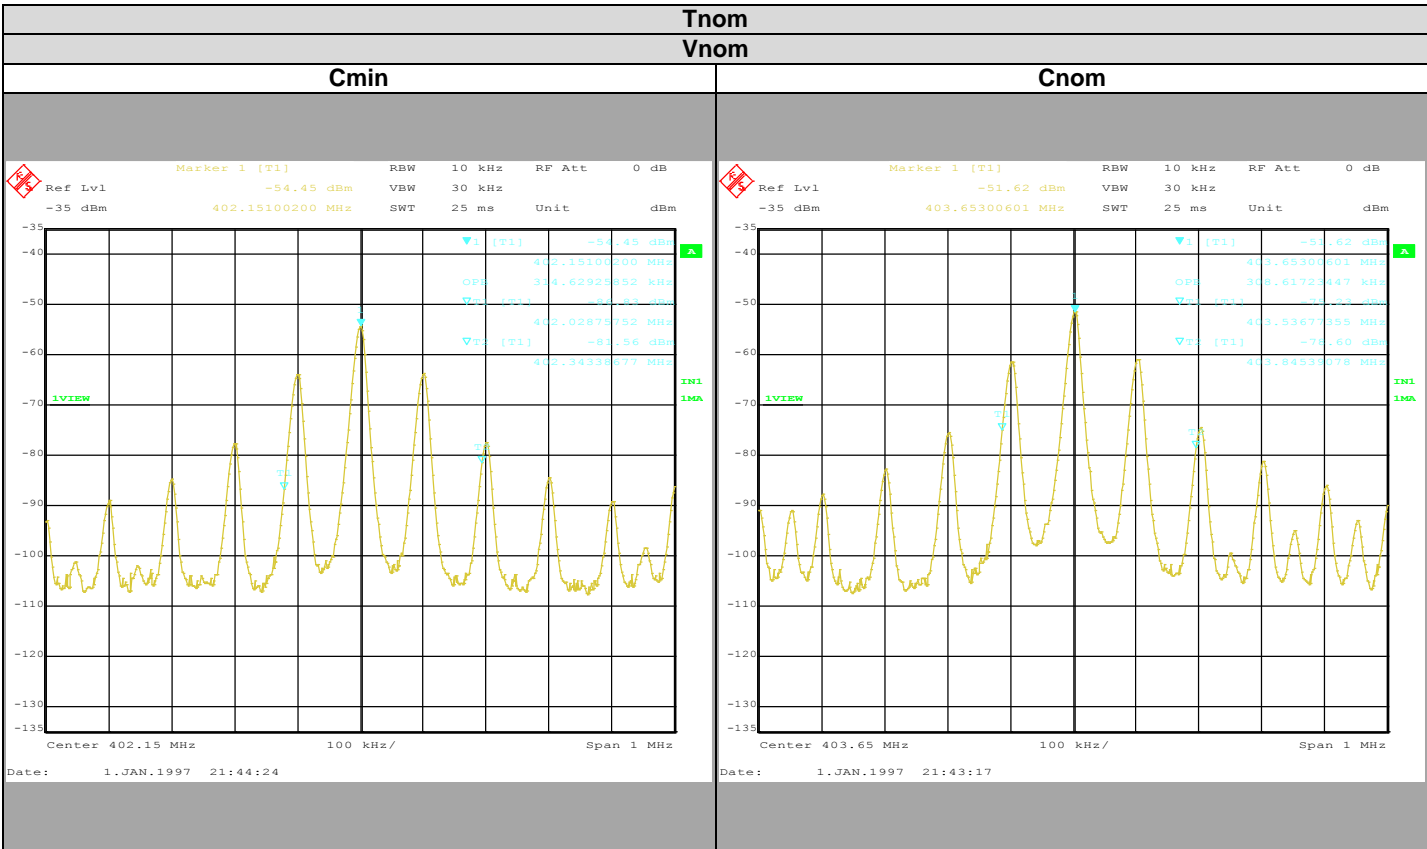 Tnom
Vnom
Cmin
Cnom
Marker 1 [T1]
RBW 10 kHz RF Att 0 dB
Ref Lvl -54.45 dBm VBW 30 kHz
-35 dBm 402.15100200 MHz SWT 25 ms Unit dBm
-35
-40
-50
-60
-70
-80
-90
-100
-110
-120
-130
-135
▼1 [T1] -54.45 dBm
402.15100200 MHz
OPB 314.62925852 kHz
402.02875752 MHz
▽T2 [T1] -81.56 dBm
402.34338677 MHz
A
IN1
1MA
1VIEW
1
T1
Center 402.15 MHz 100 kHz/ Span 1 MHz
Date: 1.JAN.1997 21:44:24
Marker 1 [T1]
RBW 10 kHz RF Att 0 dB
Ref Lvl -51.62 dBm VBW 30 kHz
-35 dBm 403.65300601 MHz SWT 25 ms Unit dBm
-35
-40
-50
-60
-70
-80
-90
-100
-110
-120
-130
-135
▼1 [T1] -51.62 dBm
403.65300601 MHz
OPB 308.61723447 kHz
403.53677355 MHz
▽T2 [T1] -78.60 dBm
403.84539078 MHz
A
IN1
1MA
1VIEW
1
T1
Center 403.65 MHz 100 kHz/ Span 1 MHz
Date: 1.JAN.1997 21:43:17